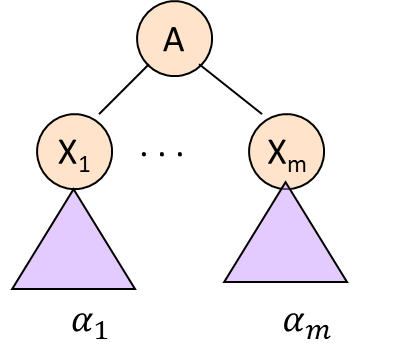 A
X₁ . . . Xₘ
α₁ αₘ